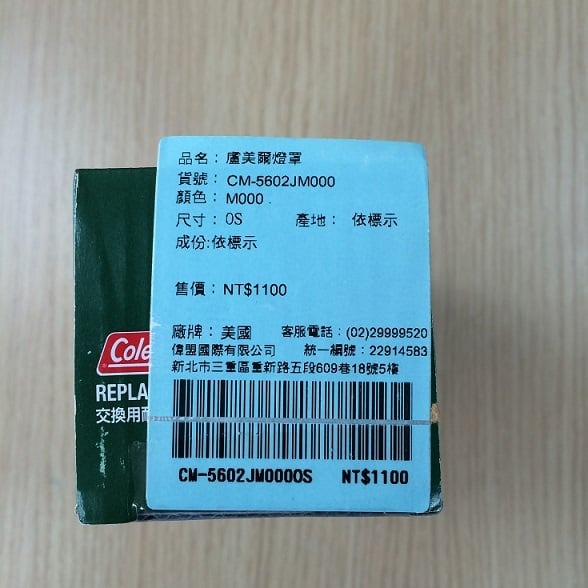 品名：盧美爾燈罩
貨號：CM-5602JM000
顏色：M000
尺寸：OS 產地：依標示
成份:依標示
售價：NT$1100
廠牌：美國 客服電話：(02)29999520
偉盟國際有限公司 統一編號：22914583
新北市三重區重新路五段609巷18號5樓
Cole
REPLA
交換用
CM-5602JM000OS NT$1100